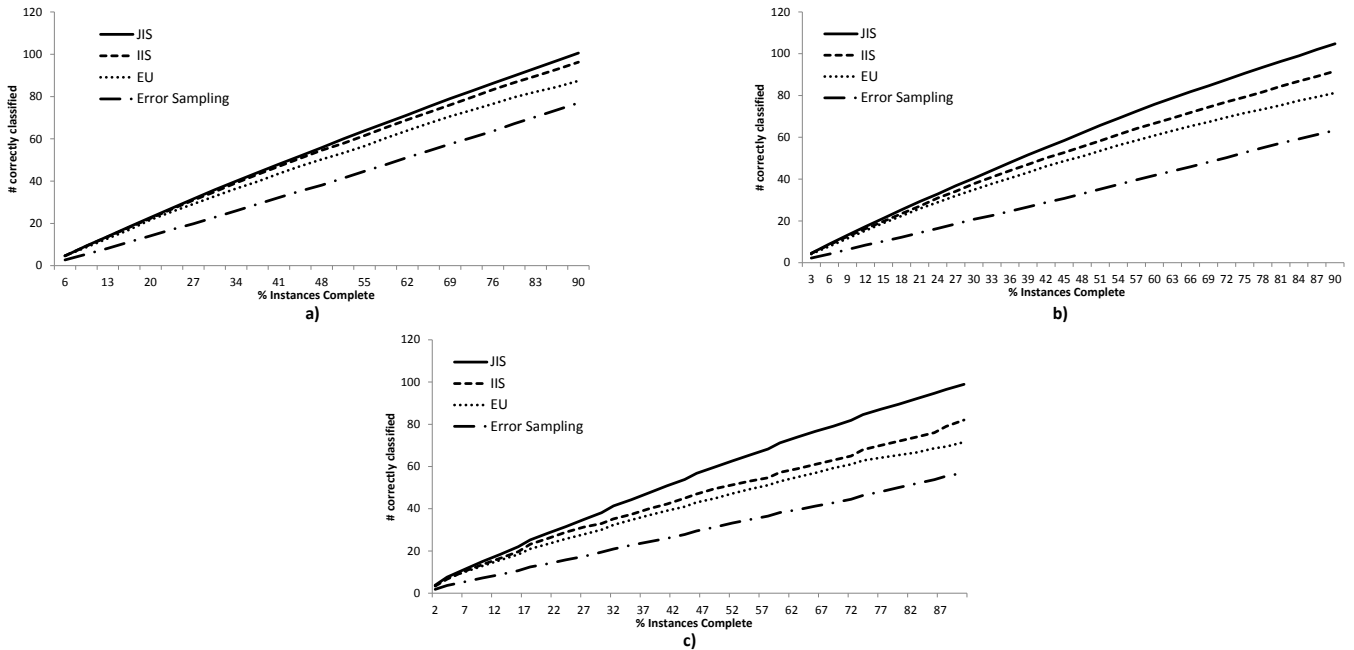 120
100
80
60
40
20
0
# correctly classified
JIS
IIS
EU
Error Sampling
6 13 20 27 34 41 48 55 62 69 76 83 90
% Instances Complete
a)
120
100
80
60
40
20
0
# correctly classified
JIS
IIS
EU
Error Sampling
3 6 9 12 15 18 21 24 27 30 33 36 39 42 45 48 51 54 57 60 63 66 69 72 75 78 81 84 87 90
% Instances Complete
b)
120
100
80
60
40
20
0
# correctly classified
JIS
IIS
EU
Error Sampling
2 7 12 17 22 27 32 37 42 47 52 57 62 67 72 77 82 87
% Instances Complete
c)